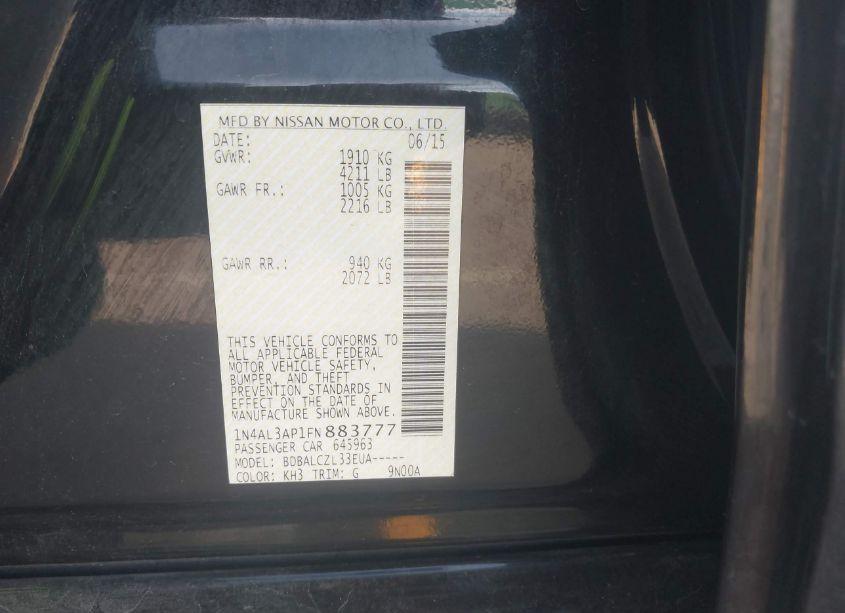 MFD BY NISSAN MOTOR CO., LTD.
DATE: 06/15
GVWR: 1910 KG
4211 LB
GAWR FR.: 1005 KG
2216 LB
GAWR RR.: 940 KG
2072 LB
THIS VEHICLE CONFORMS TO
ALL APPLICABLE FEDERAL
MOTOR VEHICLE SAFETY,
BUMPER, AND THEFT
PREVENTION STANDARDS IN
EFFECT ON THE DATE OF
MANUFACTURE SHOWN ABOVE.
1N4AL3AP1FN883777
PASSENGER CAR 645963
MODEL: BDBALCZL33EUA-----
COLOR: KH3 TRIM: G 9N00A